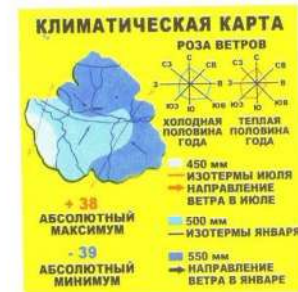 КЛИМАТИЧЕСКАЯ КАРТА
РОЗА ВЕТРОВ
С С
СЗ СВ СЗ СВ
З В З В
ЮЗ Ю ЮВ ЮЗ Ю ЮВ
ХОЛОДНАЯ
ПОЛОВИНА
ГОДА
ТЕПЛАЯ
ПОЛОВИНА
ГОДА
450 мм
ИЗОТЕРМЫ ИЮЛЯ
НАПРАВЛЕНИЕ
ВЕТРА В ИЮЛЕ
+ 38
АБСОЛЮТНЫЙ
МАКСИМУМ
500 мм
ИЗОТЕРМЫ ЯНВАРЯ
- 39
АБСОЛЮТНЫЙ
МИНИМУМ
550 мм
НАПРАВЛЕНИЕ
ВЕТРА В ЯНВАРЕ